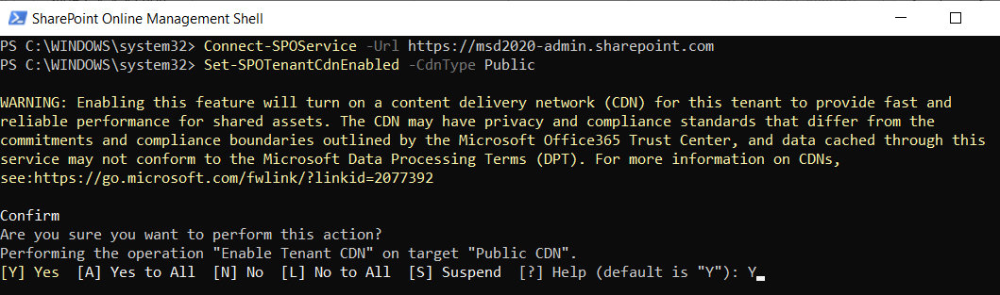 SharePoint Online Management Shell
PS C:\WINDOWS\system32> Connect-SPOService -Url https://msd2020-admin.sharepoint.com
PS C:\WINDOWS\system32> Set-SPOTenantCdnEnabled -CdnType Public
WARNING: Enabling this feature will turn on a content delivery network (CDN) for this tenant to provide fast and
reliable performance for shared assets. The CDN may have privacy and compliance standards that differ from the
commitments and compliance boundaries outlined by the Microsoft Office365 Trust Center, and data cached through this
service may not conform to the Microsoft Data Processing Terms (DPT). For more information on CDNs,
see:https://go.microsoft.com/fwlink/?linkid=2077392
Confirm
Are you sure you want to perform this action?
Performing the operation "Enable Tenant CDN" on target "Public CDN".
[Y] Yes  [A] Yes to All  [N] No  [L] No to All  [S] Suspend  [?] Help (default is "Y"): Y